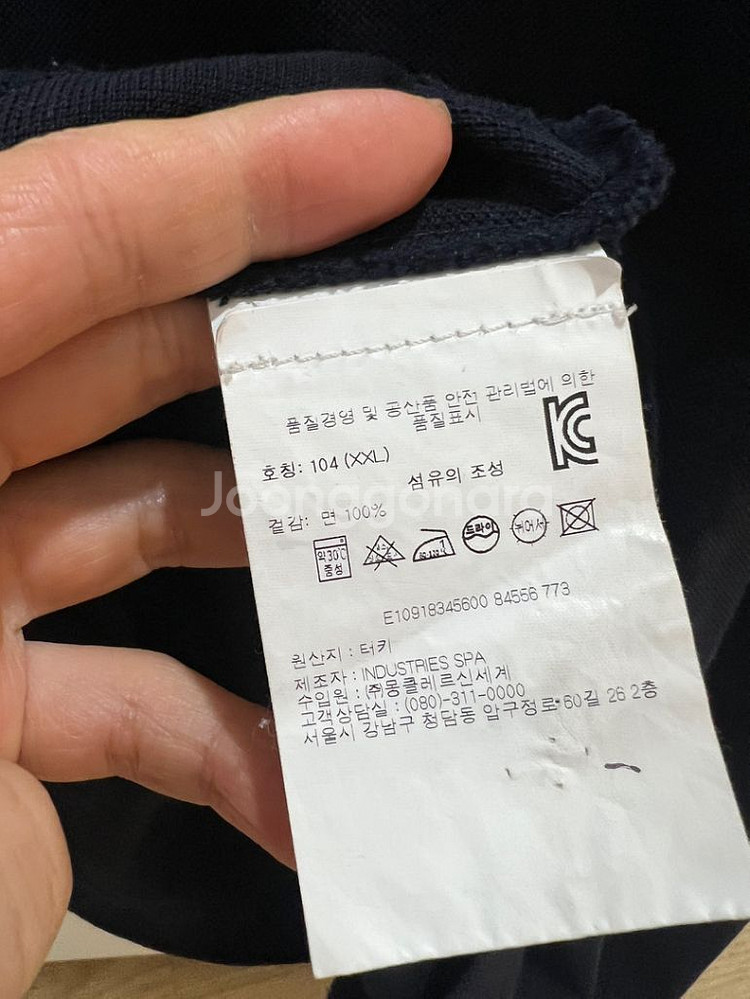 품질경영 및 공산품 안전 관리법에 의한
품질표시
KC
호칭: 104 (XXL)
섬유의 조성
Joonggonara
겉감: 면 100%
약30℃
중성
드라이
뉘어서
E10918345600 84556 773
원산지 : 터키
제조자 : INDUSTRIES SPA
수입원 : (주)몽클레르신세계
고객상담실 : (080)-311-0000
서울시 강남구 청담동 압구정로 60길 26 2층